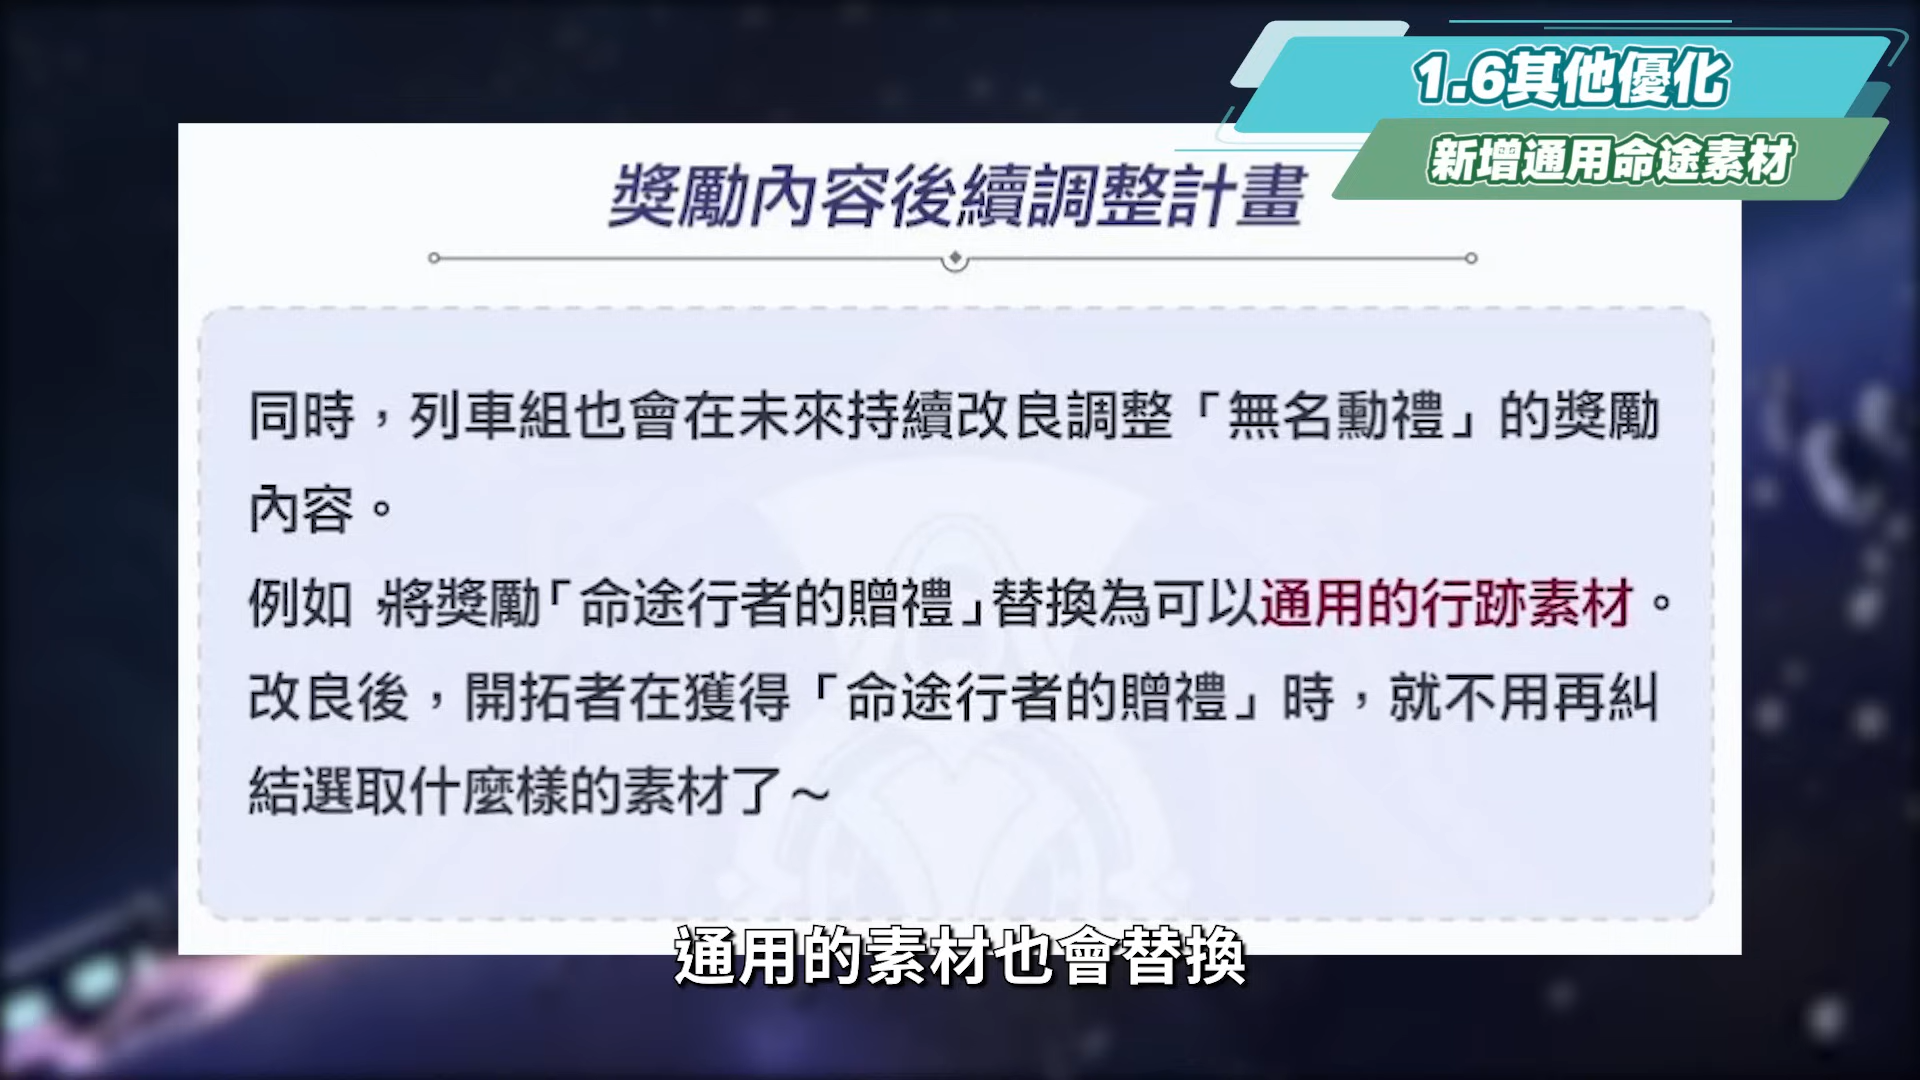 1.6其他優化
新增通用命途素材
獎勵內容後續調整計畫
同時，列車組也會在未來持續改良調整「無名勳禮」的獎勵
內容。
例如，將獎勵「命途行者的贈禮」替換為可以通用的行跡素材。
改良後，開拓者在獲得「命途行者的贈禮」時，就不用再糾
結選取什麼樣的素材了～
通用的素材也會替換